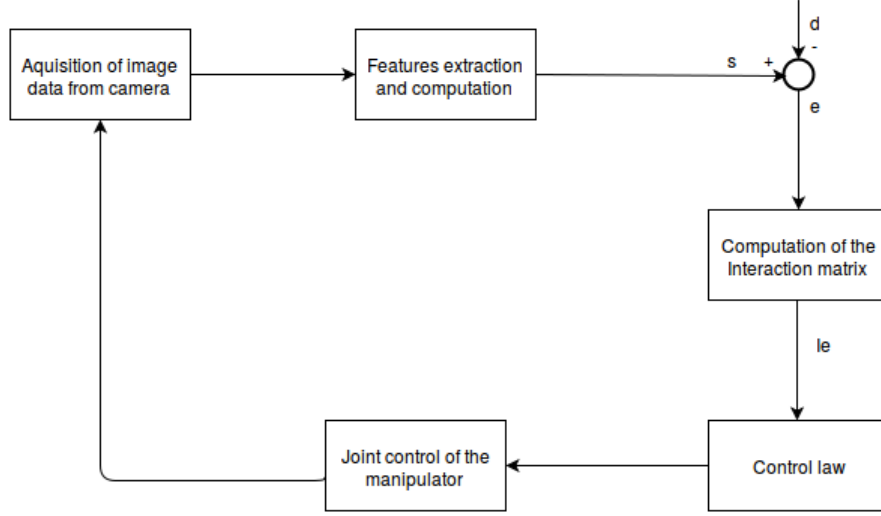 d
-
Aquisition of image
data from camera
Features extraction
and computation
s
+
e
Computation of the
Interaction matrix
Ie
Joint control of the
manipulator
Control law